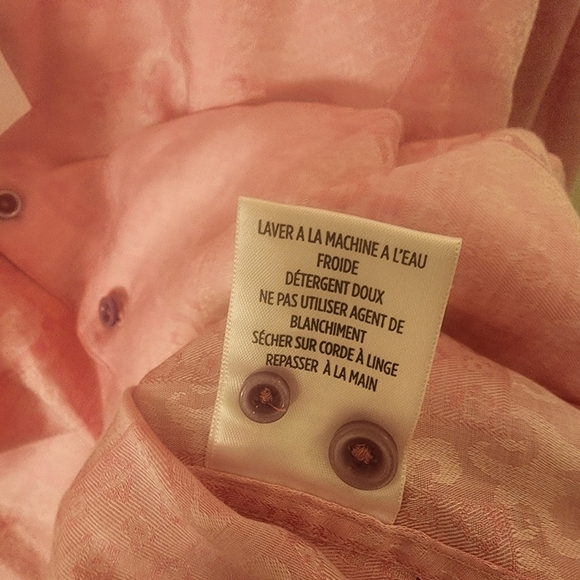 LAVER A LA MACHINE A L'EAU
FROIDE
DÉTERGENT DOUX
NE PAS UTILISER AGENT DE
BLANCHIMENT
SÉCHER SUR CORDE À LINGE
REPASSER À LA MAIN